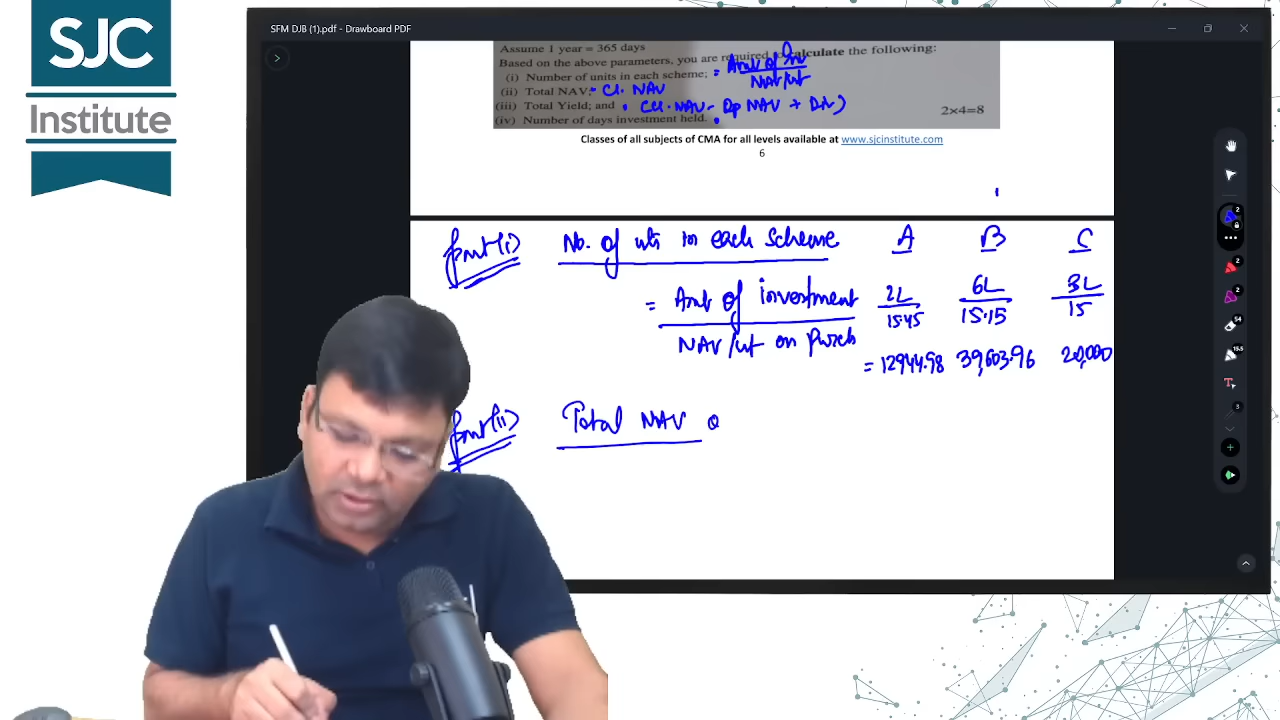 SJC
Institute
SFM DJB (1).pdf - Drawboard PDF
Assume 1 year = 365 days
Based on the above parameters, you are required to calculate the following:
(i) Number of units in each scheme; = Amt of Inv
NAV/ut
(ii) Total NAV; - Cl. NAV
(iii) Total Yield; and • (Cl. NAV - Op NAV + Div)
(iv) Number of days investment held.
2×4=8
Classes of all subjects of CMA for all levels available at www.sjcinstitute.com
6
part (i) No. of uts in each Scheme A B C
= Amt of investment 2L 6L 3L
NAV/ut on Purch 15.45 15.15 15
= 12944.98 39,603.96 20,000
part (ii) Total NAV